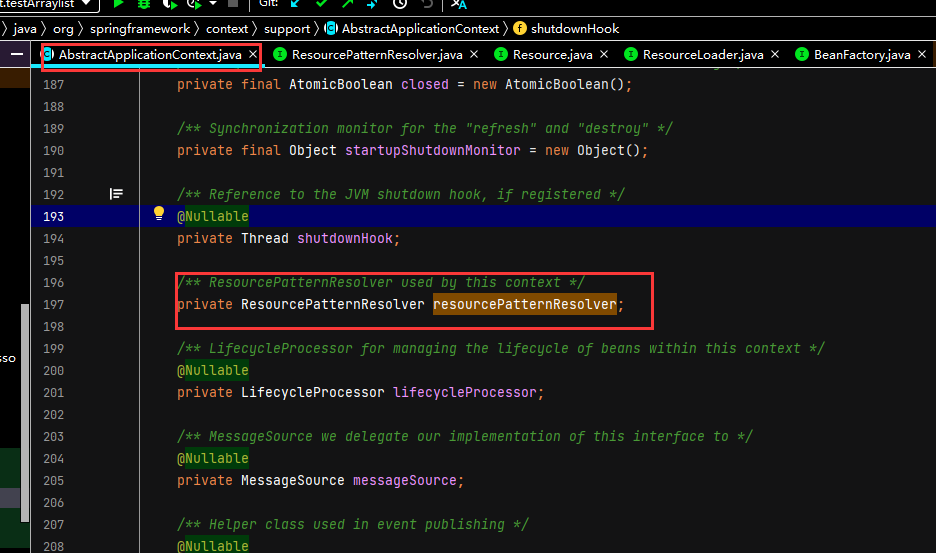 t.testArraylist
Git:
java > org > springframework > context > support > AbstractApplicationContext > shutdownHook
AbstractApplicationContext.java × ResourcePatternResolver.java × Resource.java × ResourceLoader.java × BeanFactory.java ×
187 private final AtomicBoolean closed = new AtomicBoolean();
188
189 /** Synchronization monitor for the "refresh" and "destroy" */
190 private final Object startupShutdownMonitor = new Object();
191
192 /** Reference to the JVM shutdown hook, if registered */
193 @Nullable
194 private Thread shutdownHook;
195
196 /** ResourcePatternResolver used by this context */
197 private ResourcePatternResolver resourcePatternResolver;
198
199 /** LifecycleProcessor for managing the lifecycle of beans within this context */
200 @Nullable
201 private LifecycleProcessor lifecycleProcessor;
202
203 /** MessageSource we delegate our implementation of this interface to */
204 @Nullable
205 private MessageSource messageSource;
206
207 /** Helper class used in event publishing */
208 @Nullable
sso